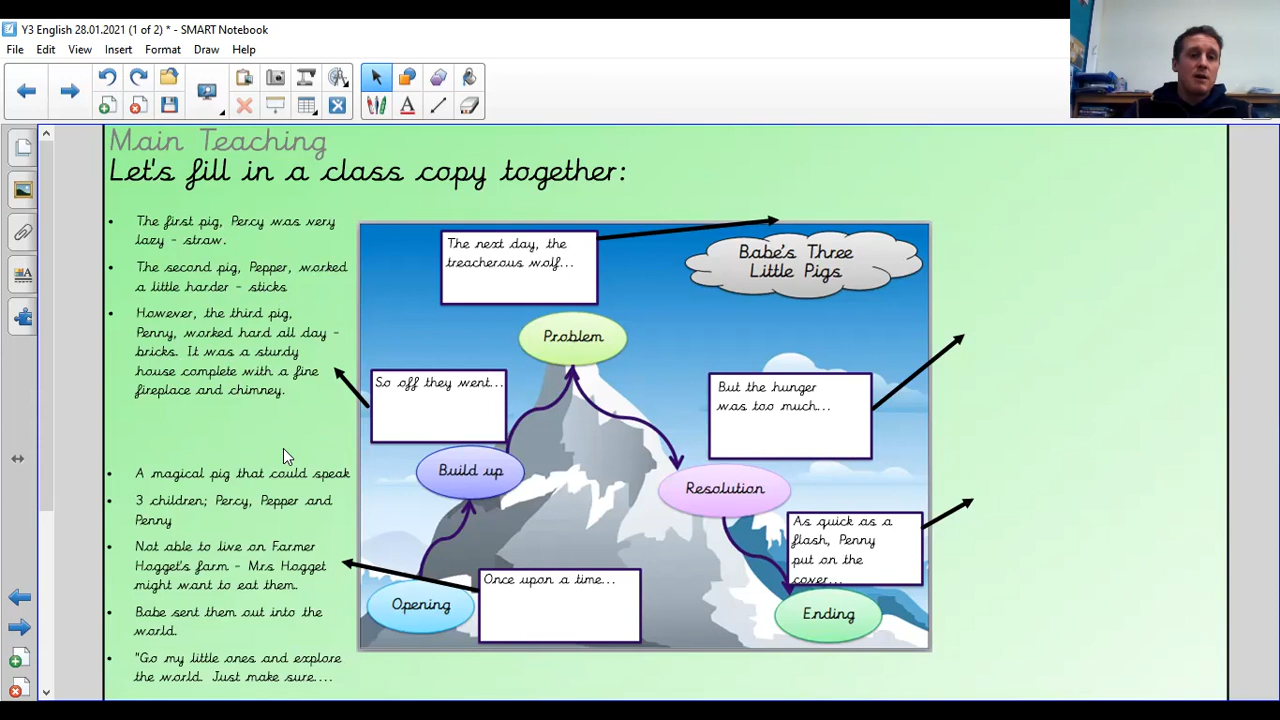 Y3 English 28.01.2021 (1 of 2) * - SMART Notebook
File Edit View Insert Format Draw Help
Main Teaching
Let's fill in a class copy together:
The first pig, Percy was very
lazy - straw.
The second pig, Pepper, worked
a little harder - sticks
However, the third pig,
Penny, worked hard all day -
bricks. It was a sturdy
house complete with a fine
fireplace and chimney.
A magical pig that could speak
3 children; Percy, Pepper and
Penny
Not able to live on Farmer
Hogget's farm - Mrs Hogget
might want to eat them.
Babe sent them out into the
world.
"Go my little ones and explore
the world. Just make sure....
The next day, the
treacherous wolf...
Babe's Three
Little Pigs
Problem
So off they went...
But the hunger
was too much...
Build up
Resolution
As quick as a
flash, Penny
put on the
cover...
Once upon a time...
Opening
Ending